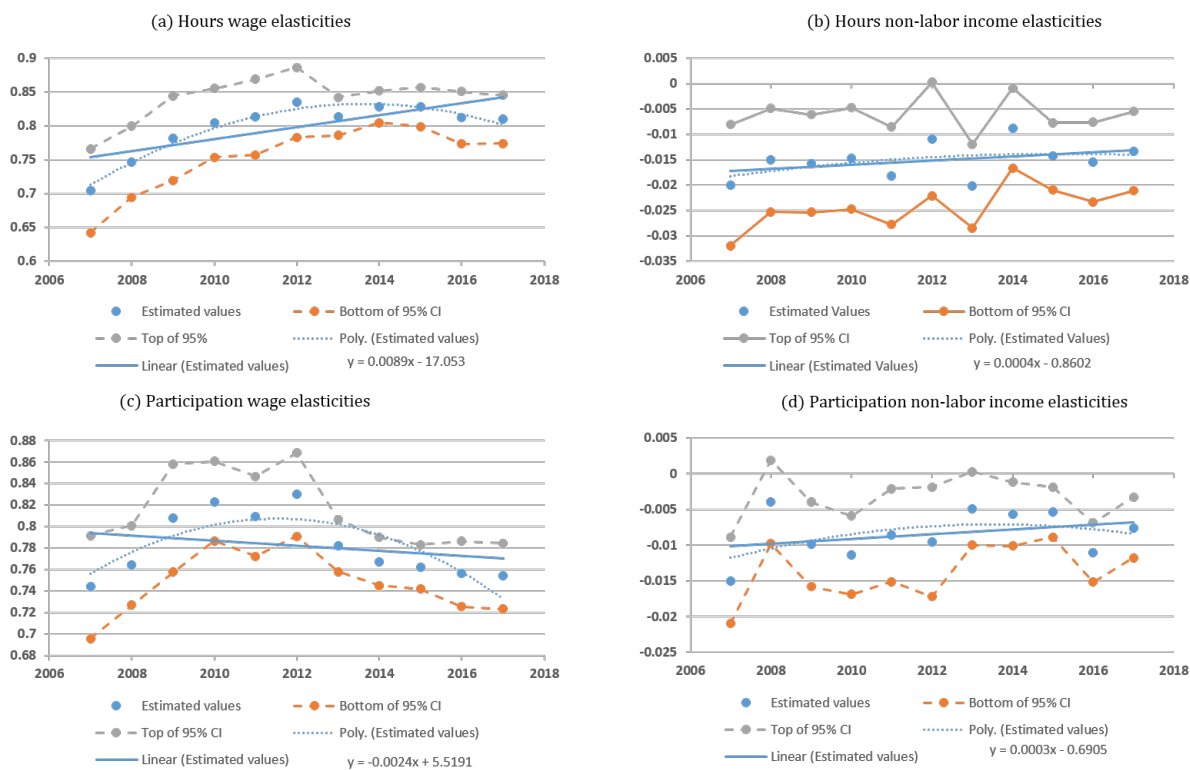 (a) Hours wage elasticities
0.9
0.85
0.8
0.75
0.7
0.65
0.6
2006 2008 2010 2012 2014 2016 2018
Estimated values
Bottom of 95% CI
Top of 95%
Poly. (Estimated values)
Linear (Estimated values)
y = 0.0089x - 17.053
(b) Hours non-labor income elasticities
0.005
0
-0.005
-0.01
-0.015
-0.02
-0.025
-0.03
-0.035
2006 2008 2010 2012 2014 2016 2018
Estimated Values
Bottom of 95% CI
Top of 95% CI
Poly. (Estimated Values)
Linear (Estimated Values)
y = 0.0004x - 0.8602
(c) Participation wage elasticities
0.88
0.86
0.84
0.82
0.8
0.78
0.76
0.74
0.72
0.7
0.68
2006 2008 2010 2012 2014 2016 2018
Estimated values
Bottom of 95% CI
Top of 95% CI
Poly. (Estimated values)
Linear (Estimated values)
y = -0.0024x + 5.5191
(d) Participation non-labor income elasticities
0.005
0
-0.005
-0.01
-0.015
-0.02
-0.025
2006 2008 2010 2012 2014 2016 2018
Estimated values
Bottom of 95% CI
Top of 95% CI
Poly. (Estimated values)
Linear (Estimated values)
y = 0.0003x - 0.6905